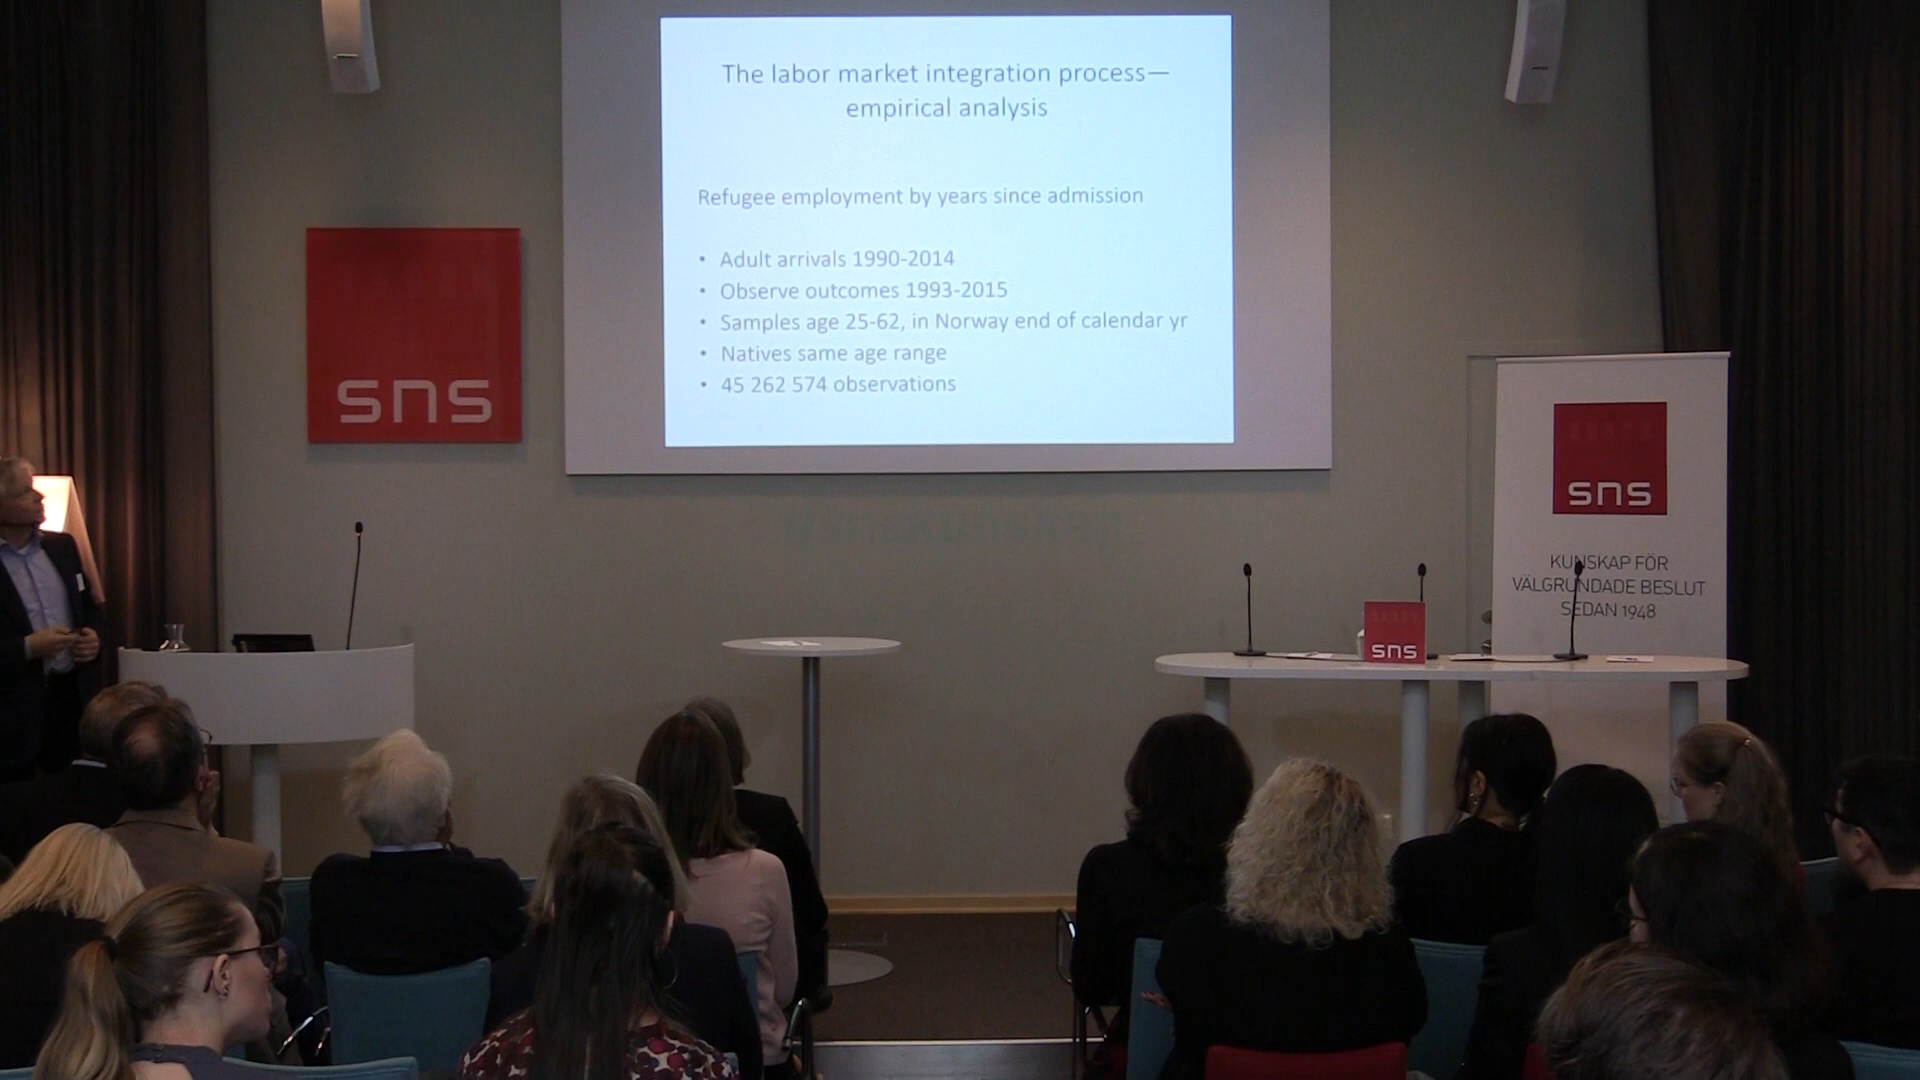 The labor market integration process—
empirical analysis
Refugee employment by years since admission
• Adult arrivals 1990-2014
• Observe outcomes 1993-2015
• Samples age 25-62, in Norway end of calendar yr
• Natives same age range
• 45 262 574 observations
sns
sns
KUNSKAP FÖR
VÄLGRUNDADE BESLUT
SEDAN 1948
sns